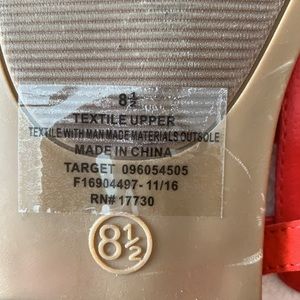 8½
TEXTILE UPPER
TEXTILE WITH MAN MADE MATERIALS OUTSOLE
MADE IN CHINA
TARGET 096054505
F16904497- 11/16
RN# 17730
8½